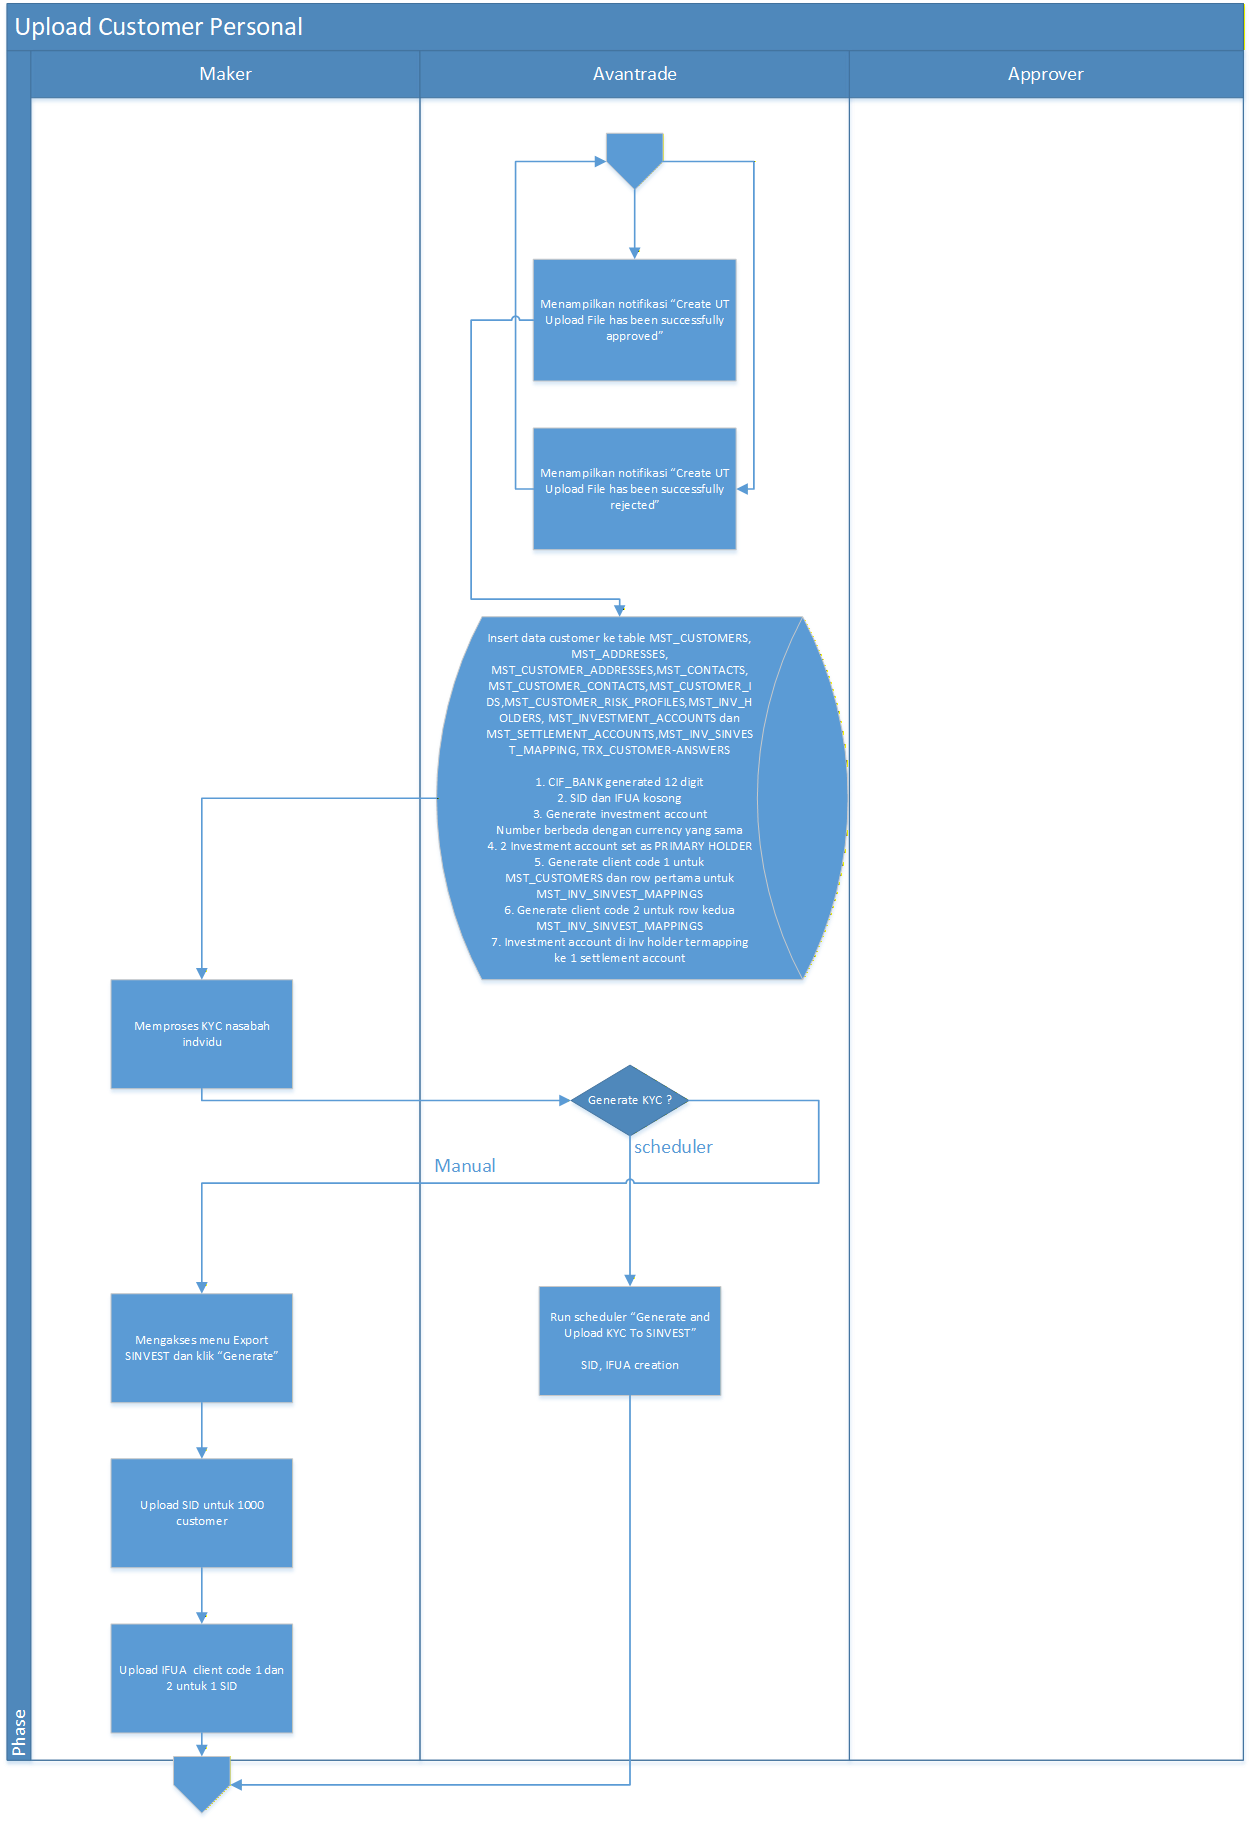 Upload Customer Personal
Maker
Avantrade
Approver
Menampilkan notifikasi “Create UT
Upload File has been successfully
approved”
Menampilkan notifikasi “Create UT
Upload File has been successfully
rejected”
Insert data customer ke table MST_CUSTOMERS,
MST_ADDRESSES,
MST_CUSTOMER_ADDRESSES,MST_CONTACTS,
MST_CUSTOMER_CONTACTS,MST_CUSTOMER_I
DS,MST_CUSTOMER_RISK_PROFILES,MST_INV_H
OLDERS, MST_INVESTMENT_ACCOUNTS dan
MST_SETTLEMENT_ACCOUNTS,MST_INV_SINVES
T_MAPPING, TRX_CUSTOMER-ANSWERS
1. CIF_BANK generated 12 digit
2. SID dan IFUA kosong
3. Generate investment account
Number berbeda dengan currency yang sama
4. 2 Investment account set as PRIMARY HOLDER
5. Generate client code 1 untuk
MST_CUSTOMERS dan row pertama untuk
MST_INV_SINVEST_MAPPINGS
6. Generate client code 2 untuk row kedua
MST_INV_SINVEST_MAPPINGS
7. Investment account di Inv holder termapping
ke 1 settlement account
Memproses KYC nasabah
indvidu
Generate KYC ?
scheduler
Manual
Mengakses menu Export
SINVEST dan klik “Generate”
Run scheduler “Generate and
Upload KYC To SINVEST”
SID, IFUA creation
Upload SID untuk 1000
customer
Upload IFUA  client code 1 dan
2 untuk 1 SID
Phase